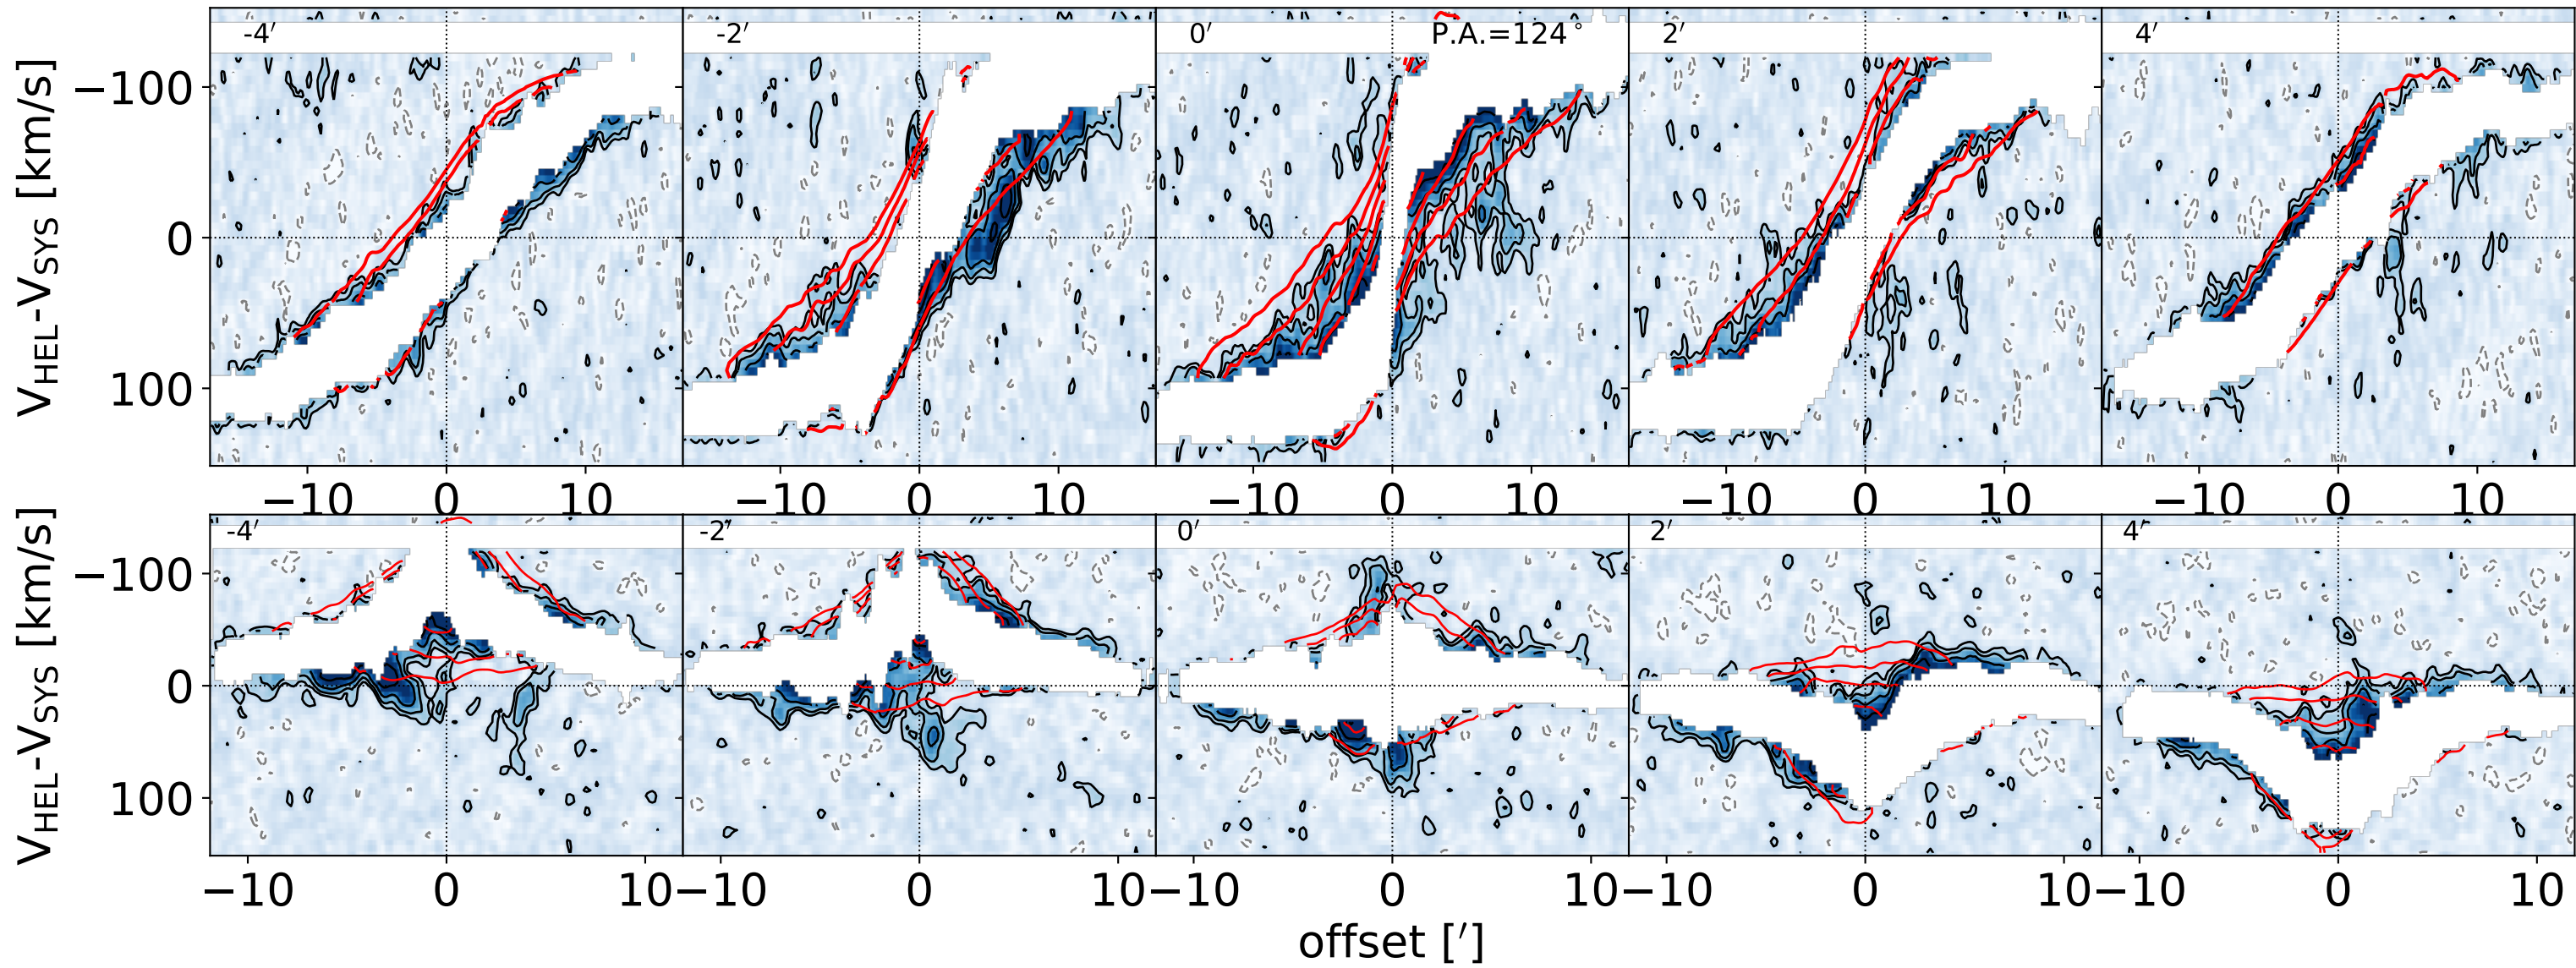 -4′ -2′ 0′ P.A.=124° 2′ 4′
V_HEL-V_SYS [km/s]
−100
0
100
−10 0 10 −10 0 10 −10 0 10 −10 0 10 −10 0 10
-4′ -2′ 0′ 2′ 4′
V_HEL-V_SYS [km/s]
−100
0
100
−10 0 10 −10 0 10 −10 0 10 −10 0 10 −10 0 10
offset [′]